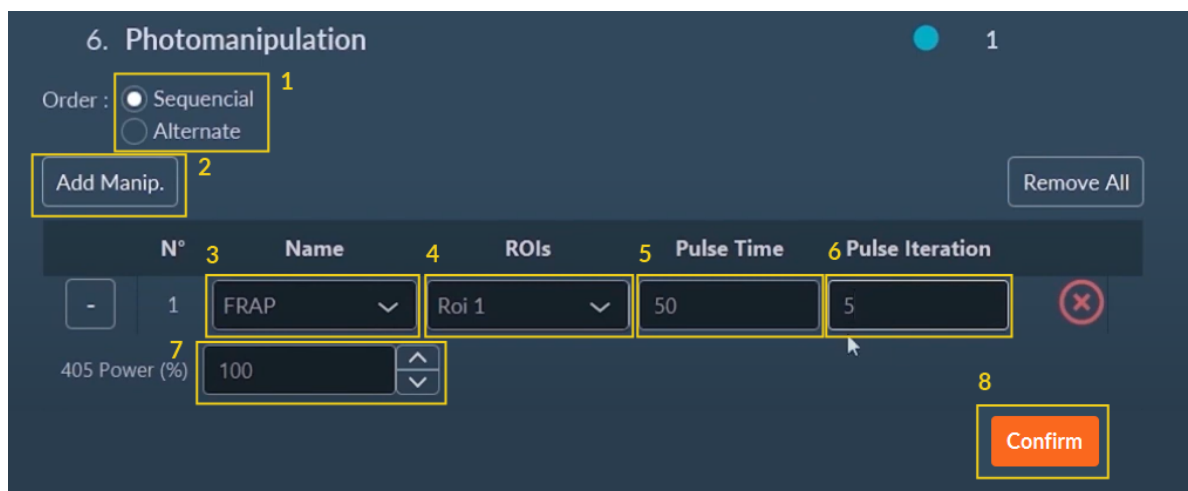 6. Photomanipulation 1
Order : Sequencial 1
Alternate
Add Manip. 2 Remove All
N° 3 Name 4 ROIs 5 Pulse Time 6 Pulse Iteration
- 1 FRAP Roi 1 50 5
7
405 Power (%) 100
8
Confirm